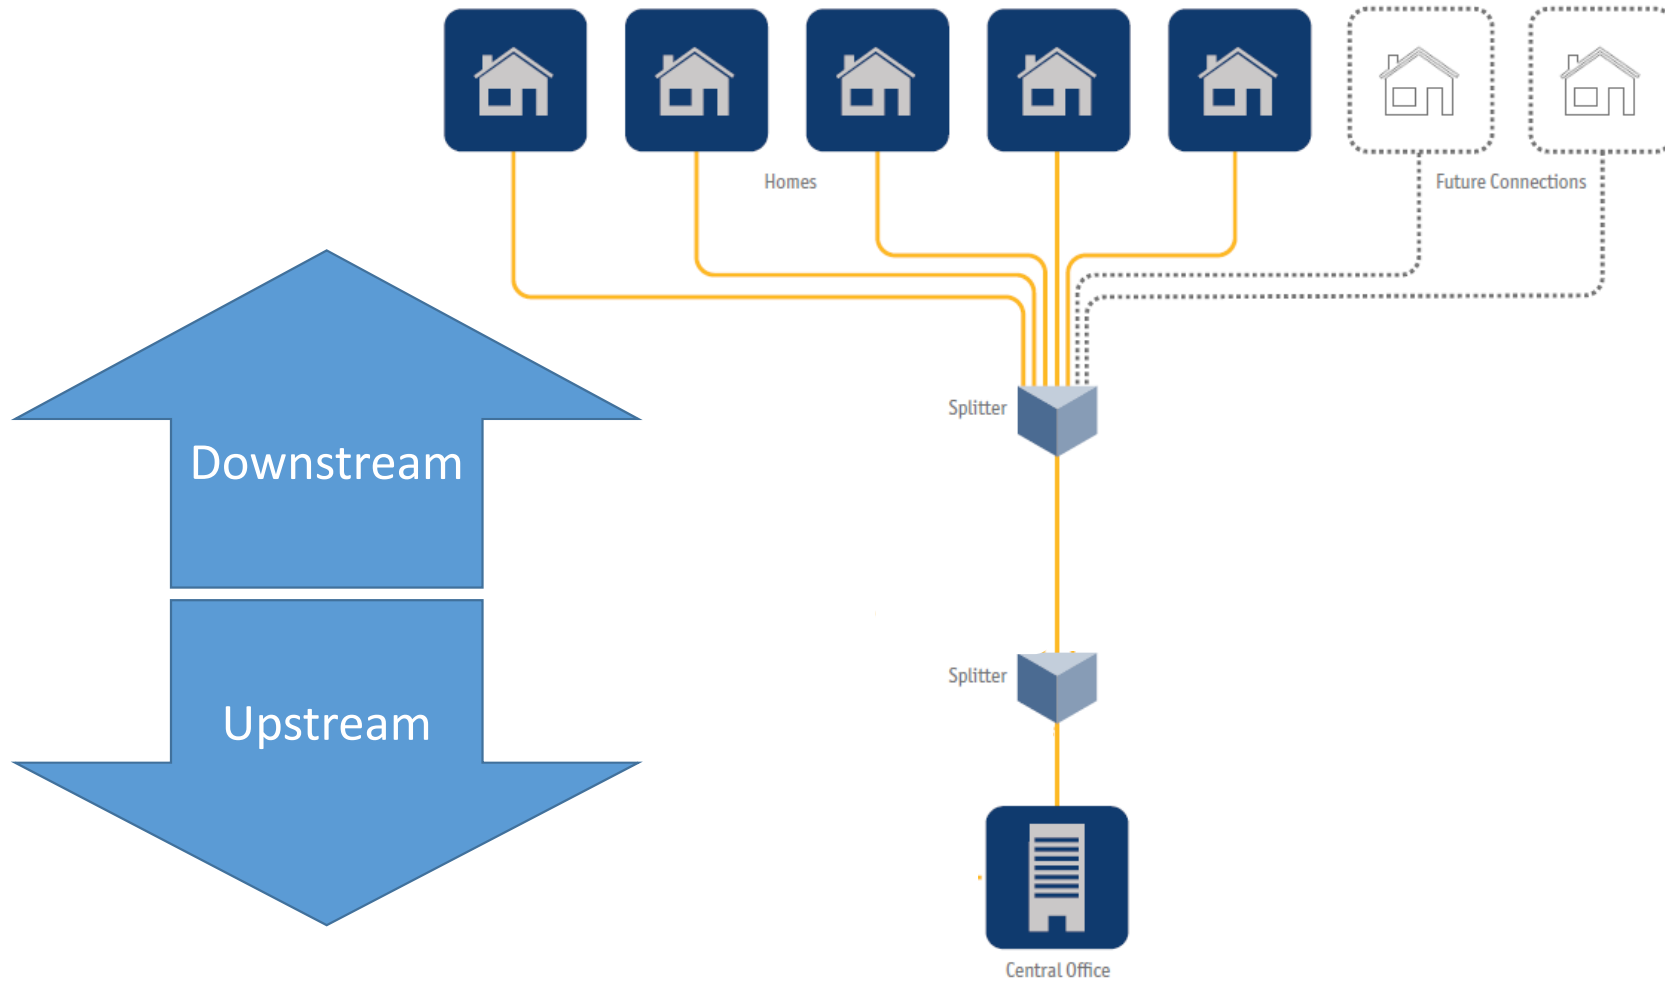 Homes
Future Connections
Splitter
Downstream
Splitter
Upstream
Central Office